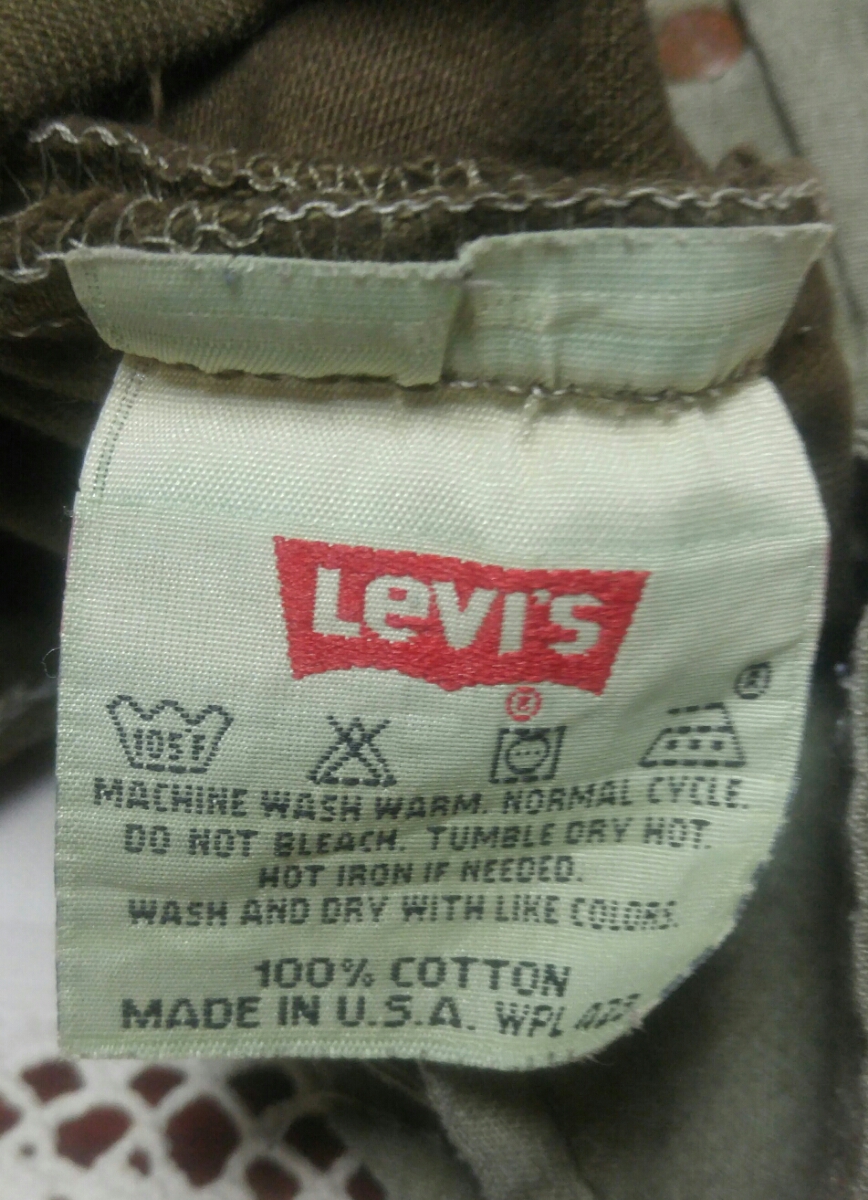 LEVI'S
®
®
105°F
MACHINE WASH WARM. NORMAL CYCLE.
DO NOT BLEACH. TUMBLE DRY HOT.
HOT IRON IF NEEDED.
WASH AND DRY WITH LIKE COLORS.
100% COTTON
MADE IN U.S.A. WPL